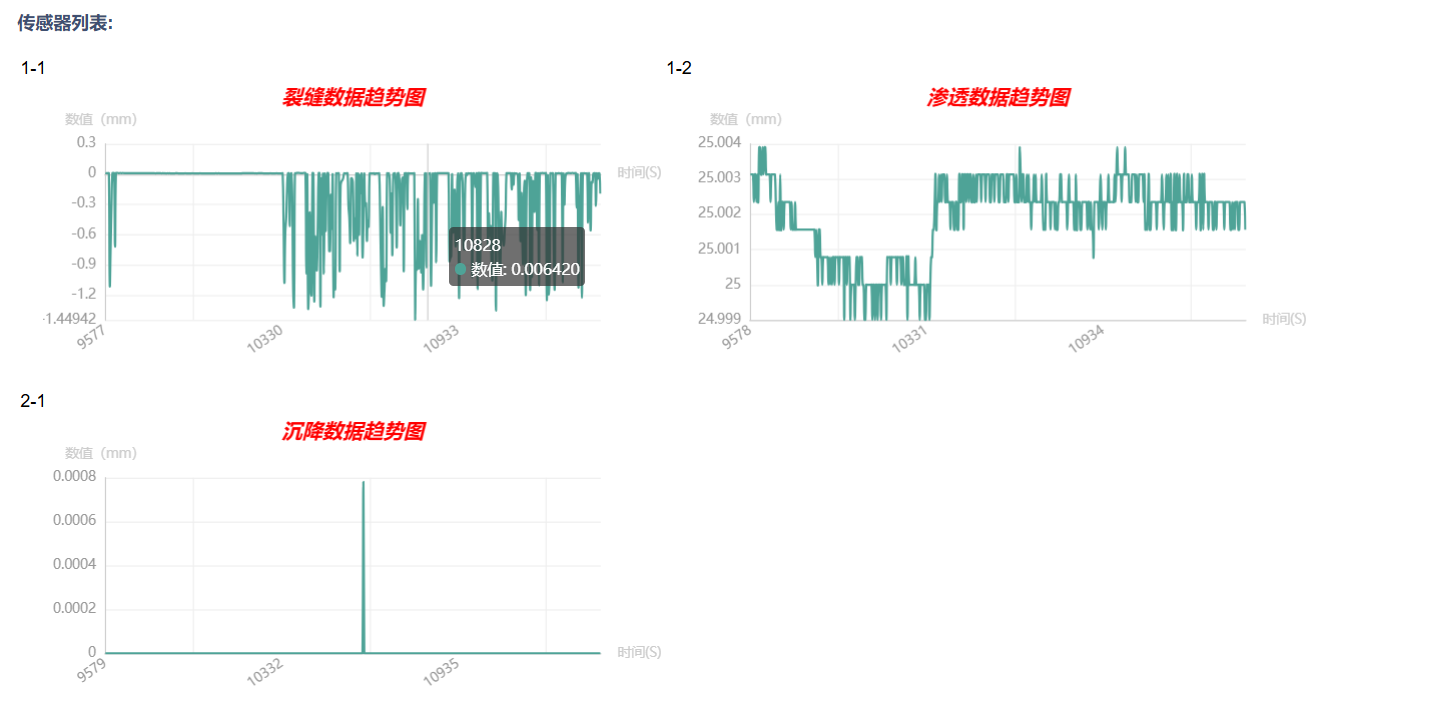 传感器列表:
1-1
裂缝数据趋势图
数值（mm）
0.3
0
-0.3
-0.6
-0.9
-1.2
-1.44942
时间(S)
10828
数值: 0.006420
9577
10330
10933
1-2
渗透数据趋势图
数值（mm）
25.004
25.003
25.002
25.001
25
24.999
时间(S)
9578
10331
10934
2-1
沉降数据趋势图
数值（mm）
0.0008
0.0006
0.0004
0.0002
0
时间(S)
9579
10332
10935